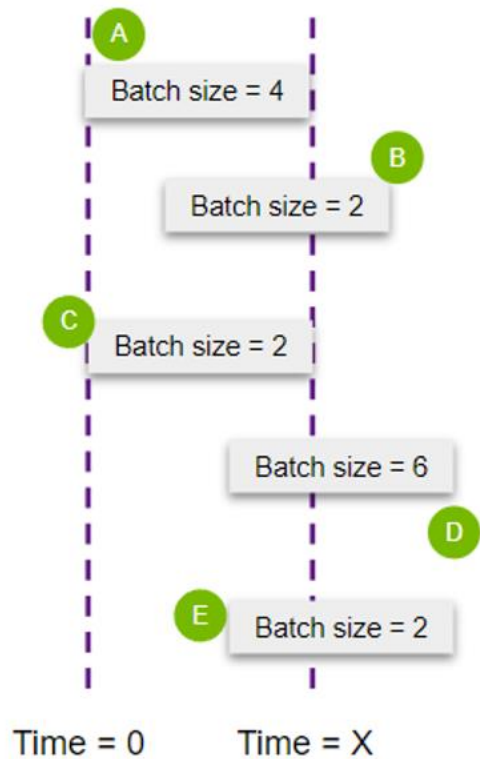 A
Batch size = 4
B
Batch size = 2
C
Batch size = 2
Batch size = 6
D
E
Batch size = 2
Time = 0
Time = X